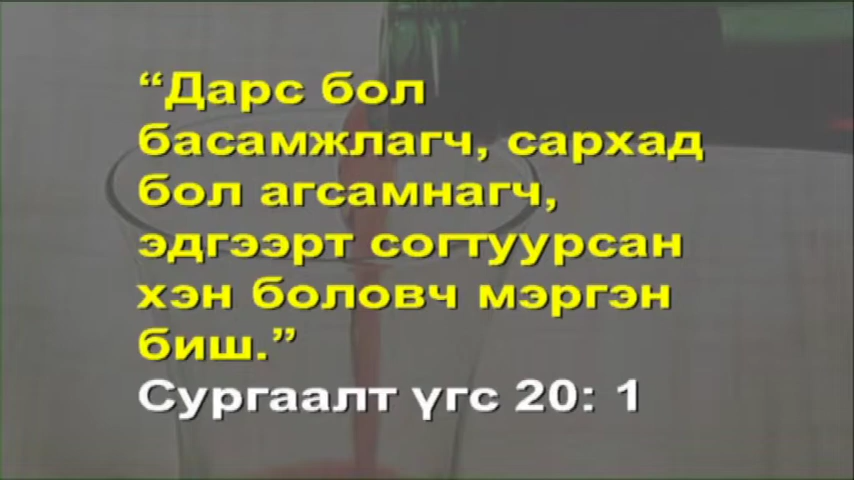 “Дарс бол
басамжлагч, сархад
бол агсамнагч,
эдгээрт согтуурсан
хэн боловч мэргэн
биш.”
Сургаалт үгс 20: 1